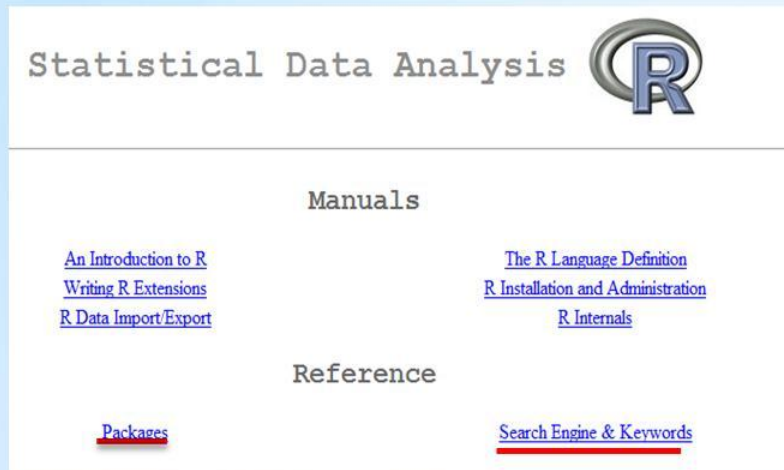 Statistical Data Analysis R
Manuals
An Introduction to R The R Language Definition
Writing R Extensions R Installation and Administration
R Data Import/Export R Internals
Reference
Packages Search Engine & Keywords